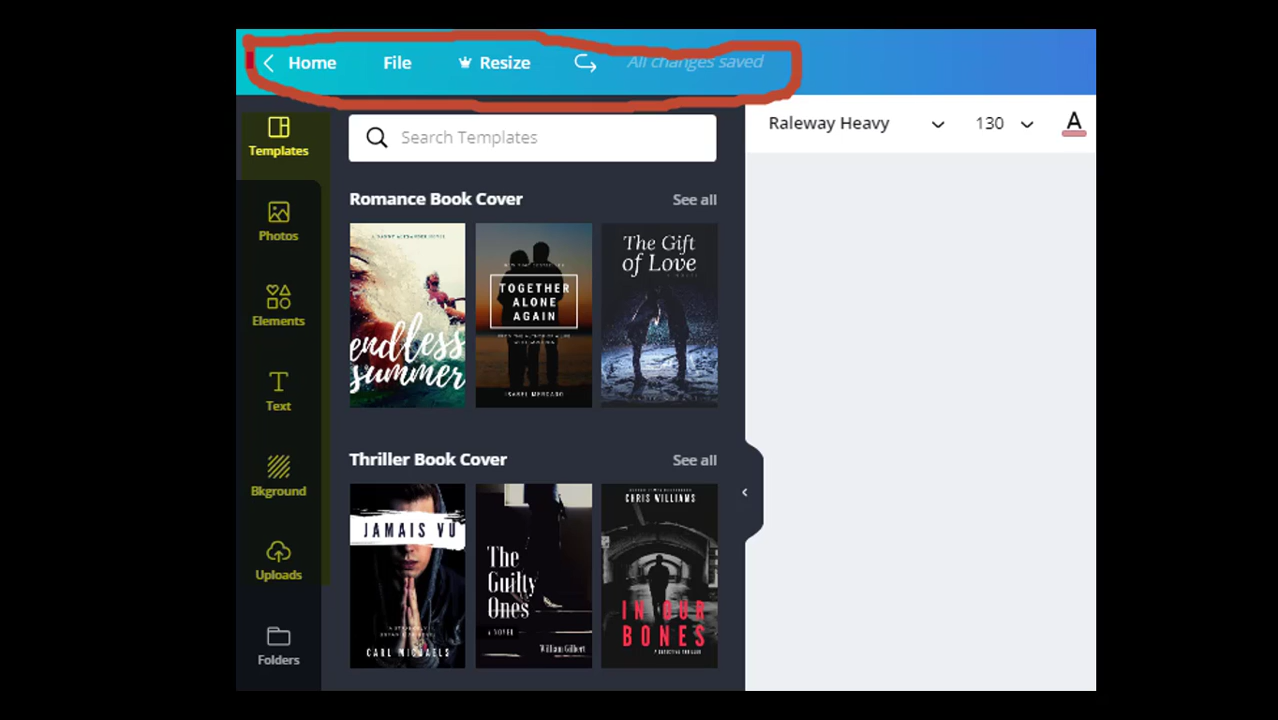 Home File Resize All changes saved
Raleway Heavy 130 A
Templates
Photos
Elements
Text
Bkground
Uploads
Folders
Search Templates
Romance Book Cover See all
endless
summer
TOGETHER
ALONE
AGAIN
ISABEL MERCADO
The Gift
of Love
Thriller Book Cover See all
JAMAIS VU
CARL MICHAELS
The
Guilty
Ones
A NOVEL
William Gilbert
CHRIS WILLIAMS
IN OUR
BONES